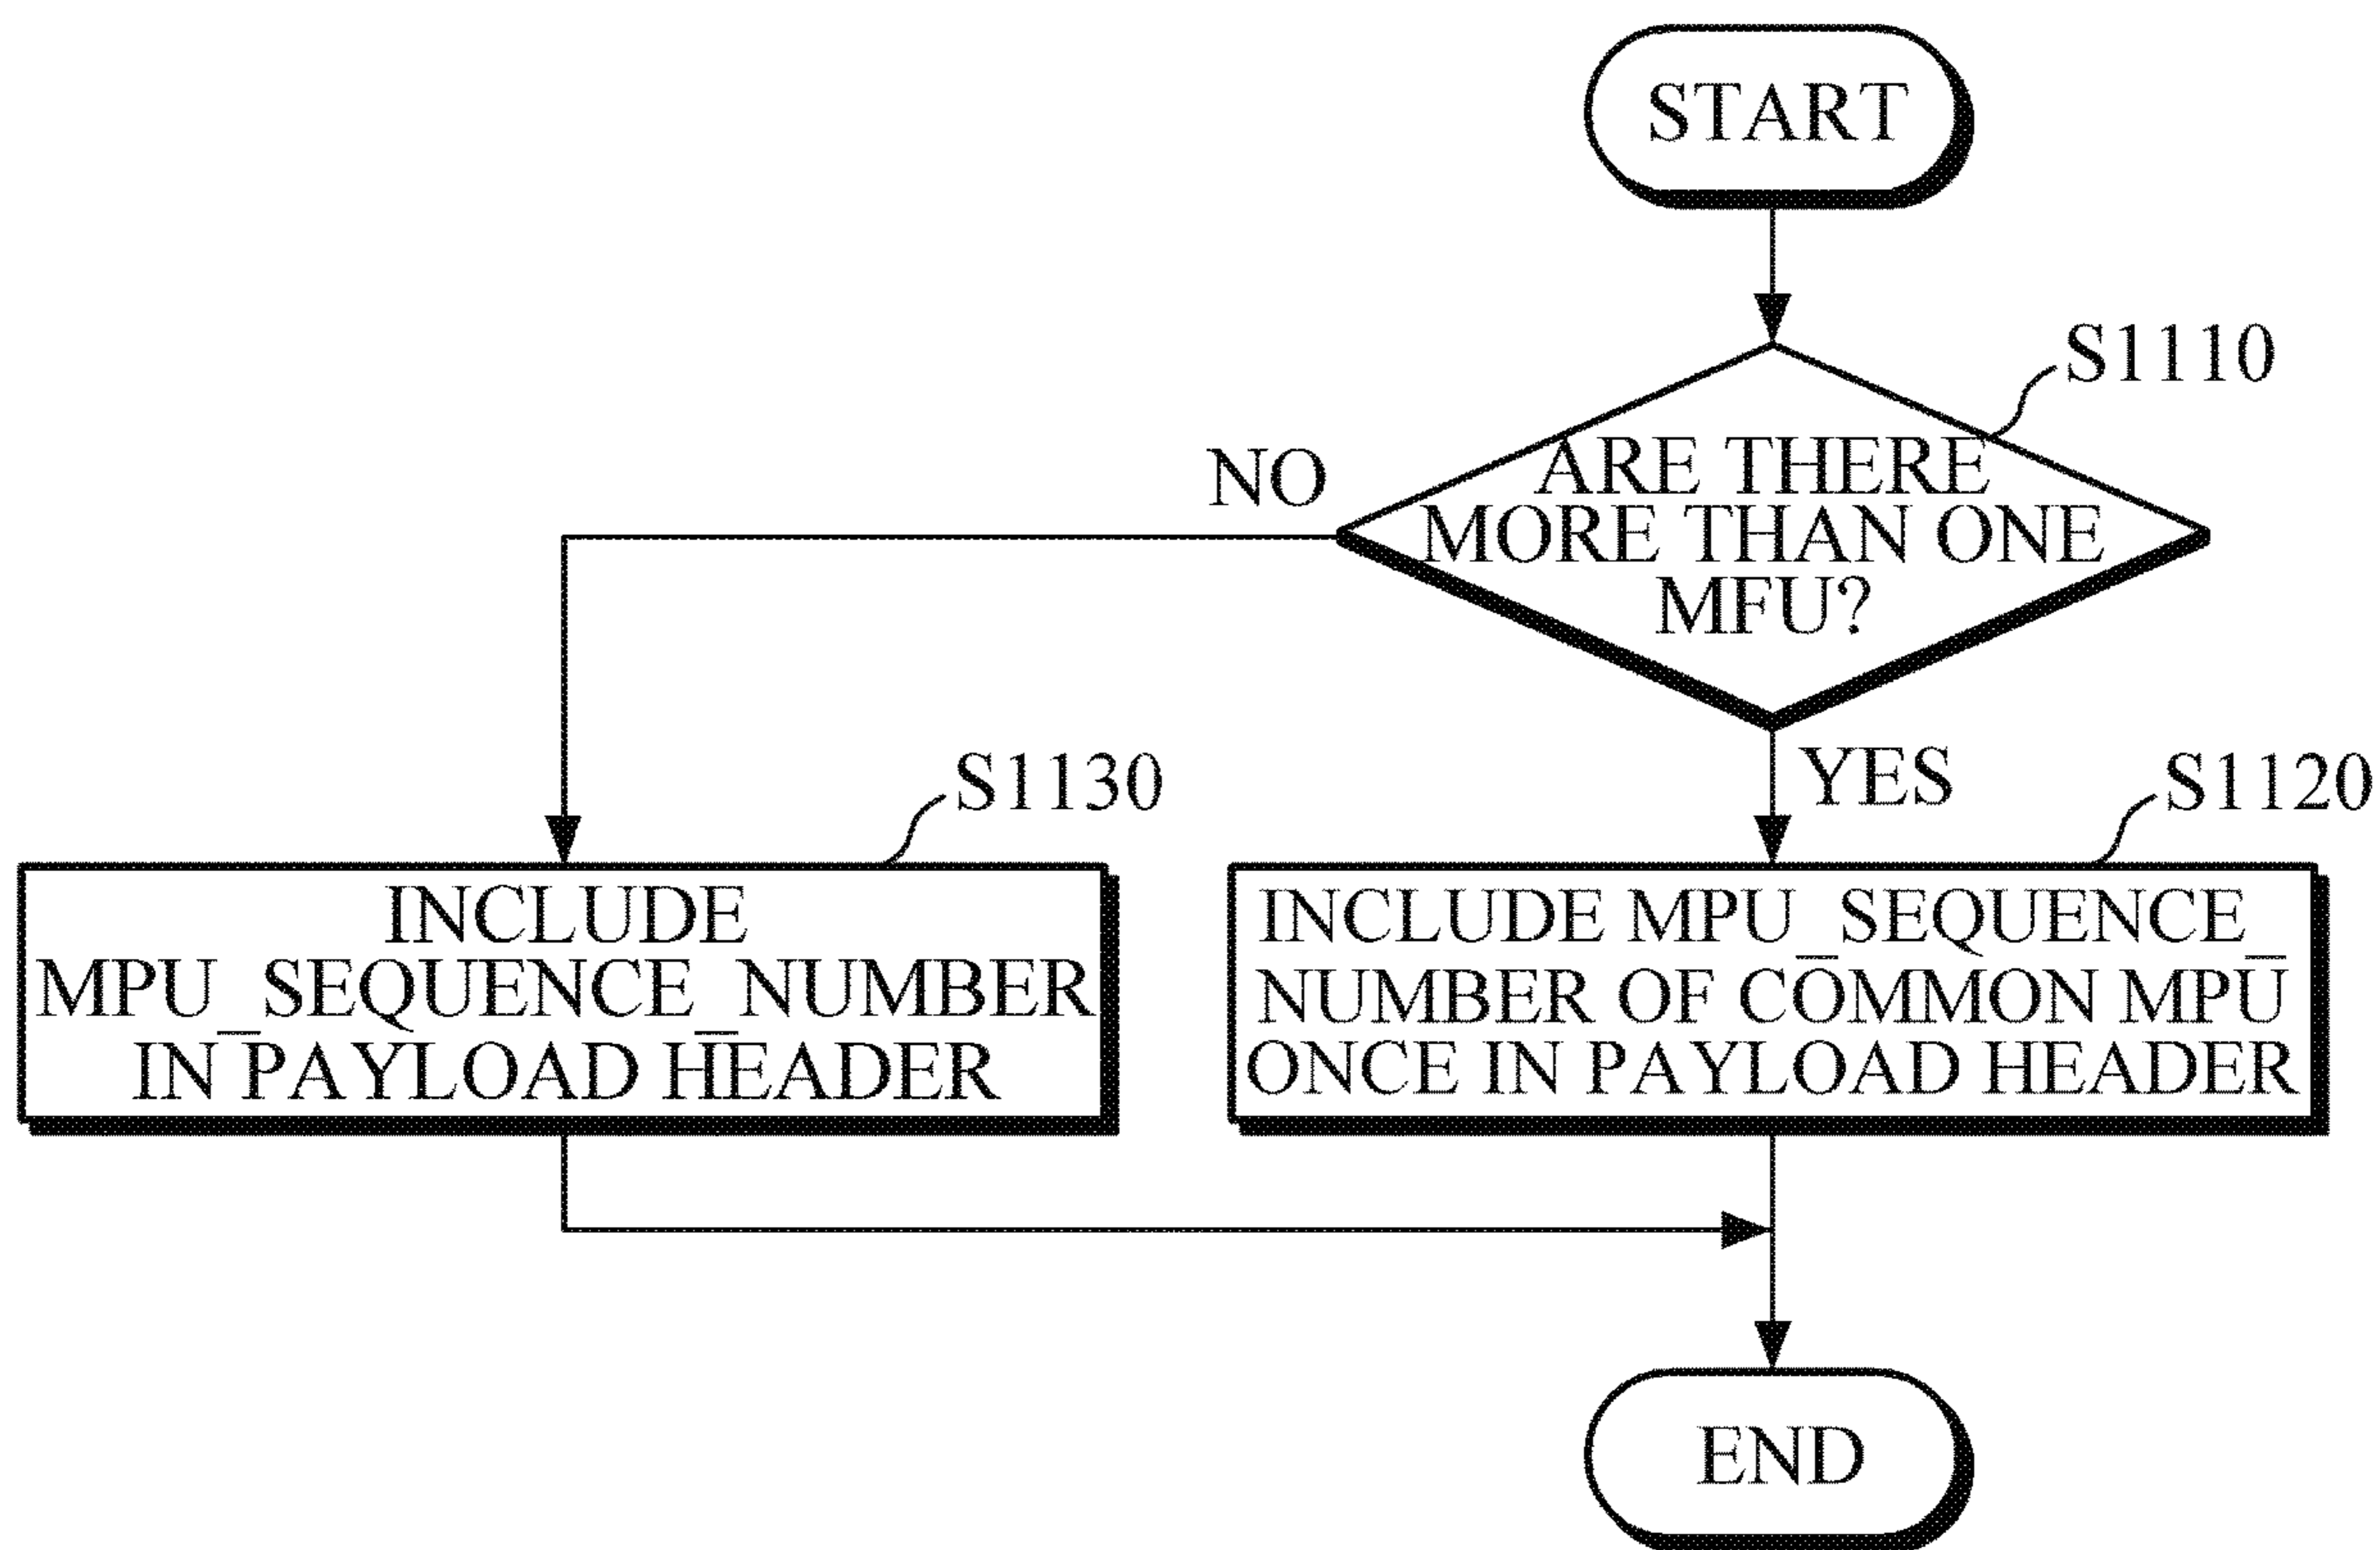 START
S1110
ARE THERE
MORE THAN ONE
MFU?
NO
YES
S1130
INCLUDE
MPU_SEQUENCE_NUMBER
IN PAYLOAD HEADER
S1120
INCLUDE MPU_SEQUENCE_
NUMBER OF COMMON MPU
ONCE IN PAYLOAD HEADER
END